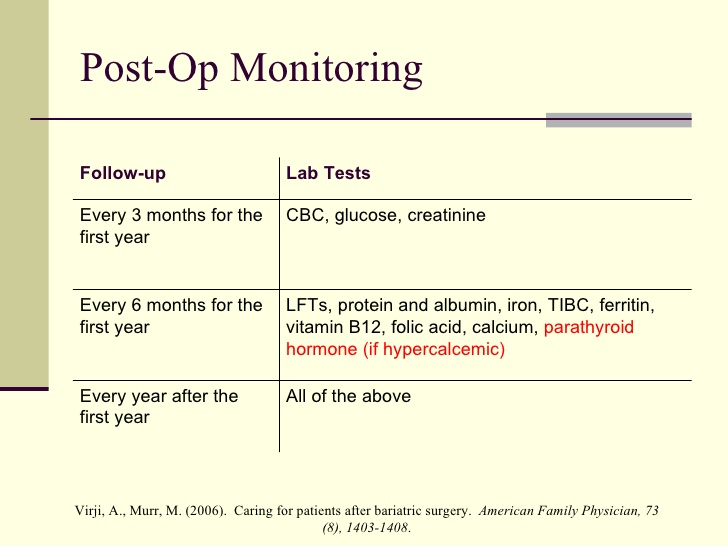 Post-Op Monitoring
Follow-up
Lab Tests
Every 3 months for the
first year
CBC, glucose, creatinine
Every 6 months for the
first year
LFTs, protein and albumin, iron, TIBC, ferritin,
vitamin B12, folic acid, calcium, parathyroid
hormone (if hypercalcemic)
Every year after the
first year
All of the above
Virji, A., Murr, M. (2006).  Caring for patients after bariatric surgery.  American Family Physician, 73
(8), 1403-1408.